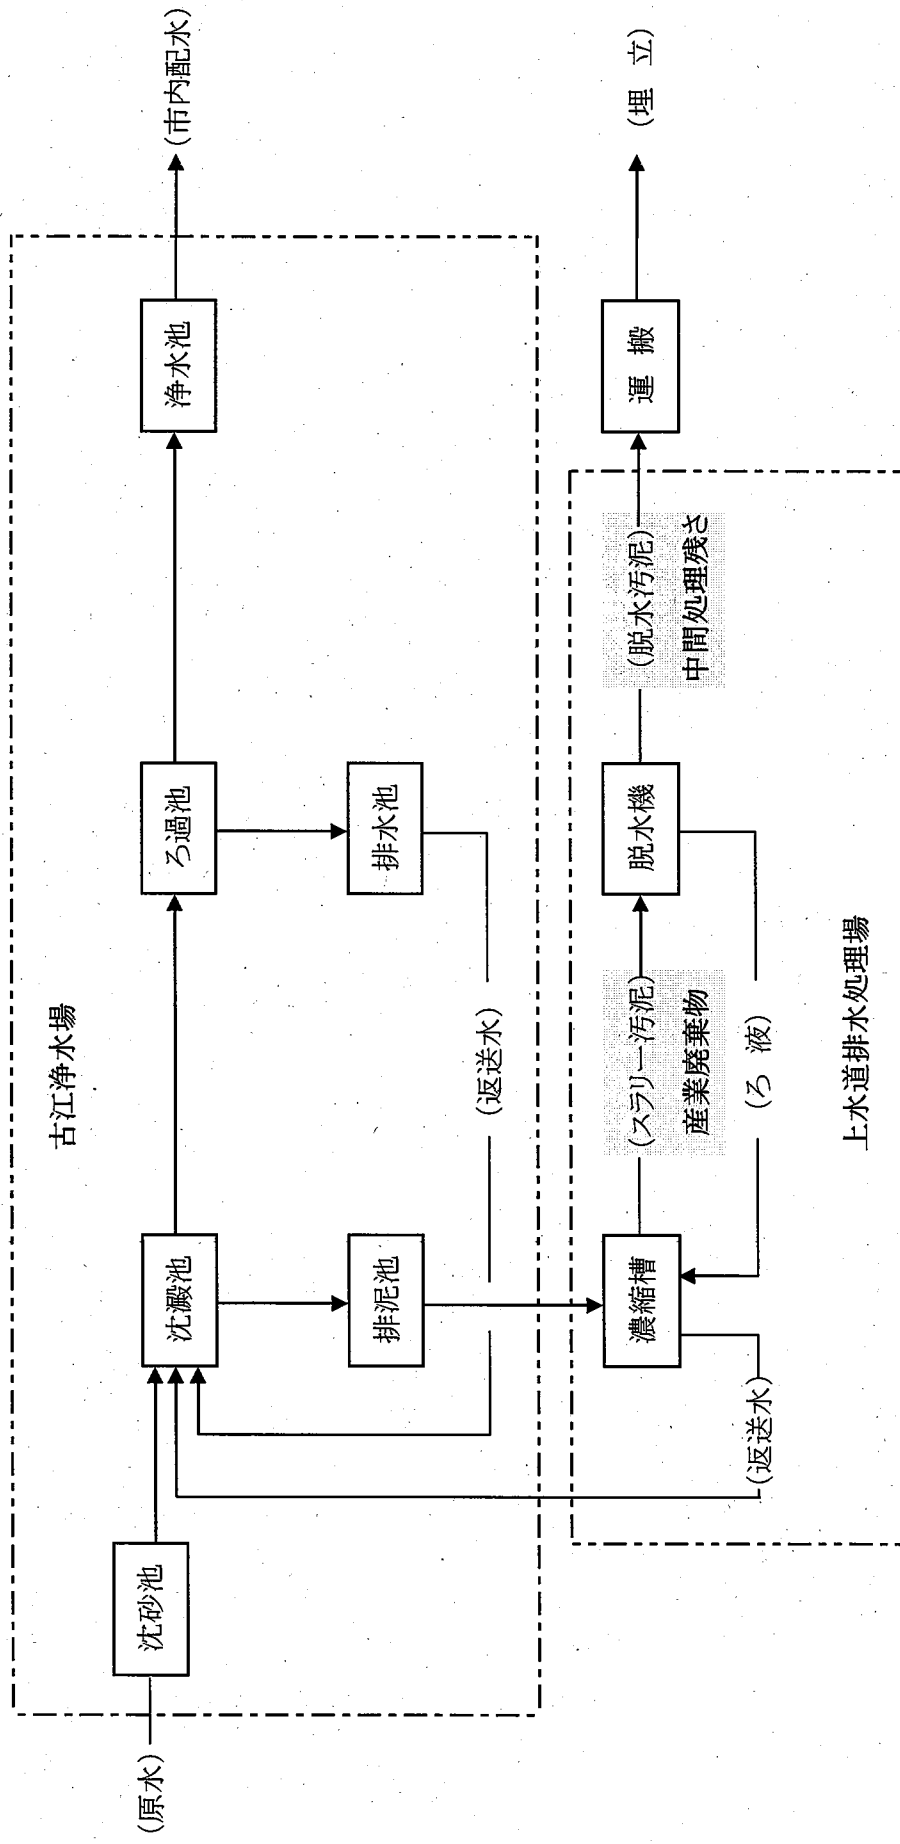 古江浄水場
(原水)
沈砂池
沈澱池
ろ過池
浄水池
(市内配水)
排泥池
排水池
(返送水)
濃縮槽
(スラリー汚泥)
産業廃棄物
脱水機
(脱水汚泥)
中間処理残さ
運 搬
(埋 立)
(返送水)
(ろ 液)
上水道排水処理場